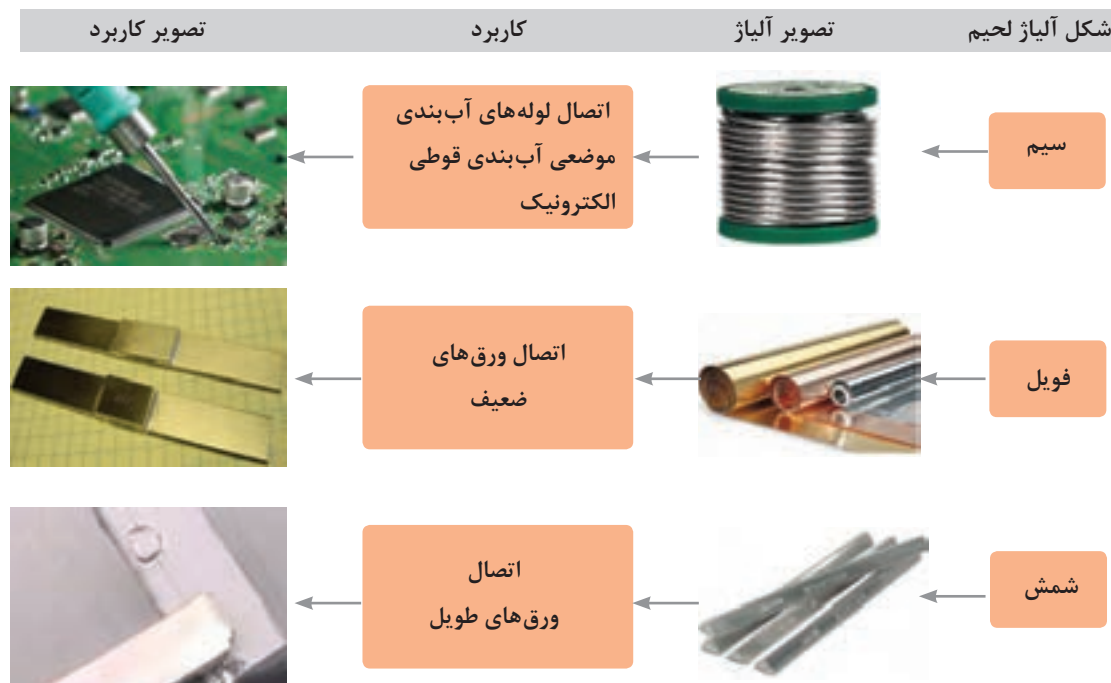 شکل آلیاژ لحیم
تصویر آلیاژ
کاربرد
تصویر کاربرد
سیم
اتصال لوله‌های آب‌بندی
موضعی آب‌بندی قوطی
الکترونیک
فویل
اتصال ورق‌های
ضعیف
شمش
اتصال
ورق‌های طویل